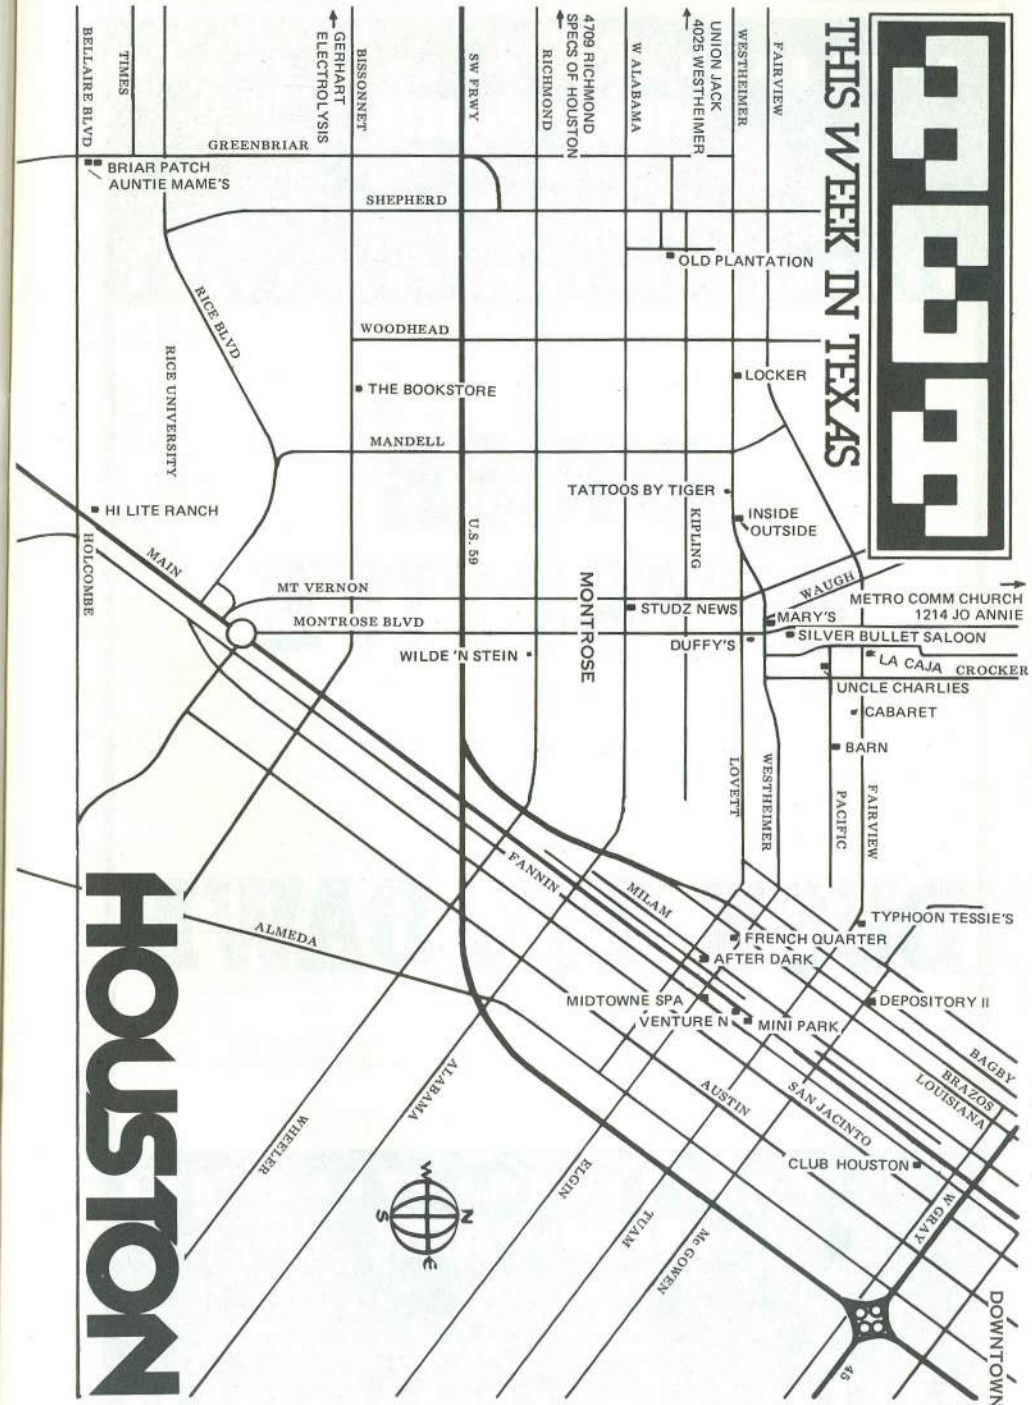 TWT
THIS WEEK IN TEXAS
HOUSTON
BELLAIRE BLVD
TIMES
GERHART
ELECTROLYSIS
BISSONNET
SW FRWY
RICHMOND
4709 RICHMOND
SPECS OF HOUSTON
W ALABAMA
UNION JACK
4025 WESTHEIMER
WESTHEIMER
FAIRVIEW
GREENBRIAR
BRIAR PATCH
AUNTIE MAME'S
SHEPHERD
OLD PLANTATION
RICE BLVD
WOODHEAD
RICE UNIVERSITY
LOCKER
THE BOOKSTORE
MANDELL
TATTOOS BY TIGER
HI LITE RANCH
INSIDE
OUTSIDE
KIPLING
U.S. 59
HOLCOMBE
MAIN
MT VERNON
MONTROSE
WAUGH
METRO COMM CHURCH
1214 JO ANNIE
STUDZ NEWS
MARY'S
MONTROSE BLVD
SILVER BULLET SALOON
DUFFY'S
WILDE 'N STEIN
LA CAJA
CROCKER
UNCLE CHARLIES
CABARET
BARN
LOVETT
WESTHEIMER
PACIFIC
FAIRVIEW
FANNIN
MILAM
TYPHOON TESSIE'S
FRENCH QUARTER
ALMEDA
AFTER DARK
MIDTOWNE SPA
DEPOSITORY II
VENTURE N
MINI PARK
BAGBY
BRAZOS
LOUISIANA
AUSTIN
SAN JACINTO
ALABAMA
WHEELER
CLUB HOUSTON
ELGIN
W GRAY
TUAM
Mc GOWEN
W
N
S
E
DOWNTOWN
45